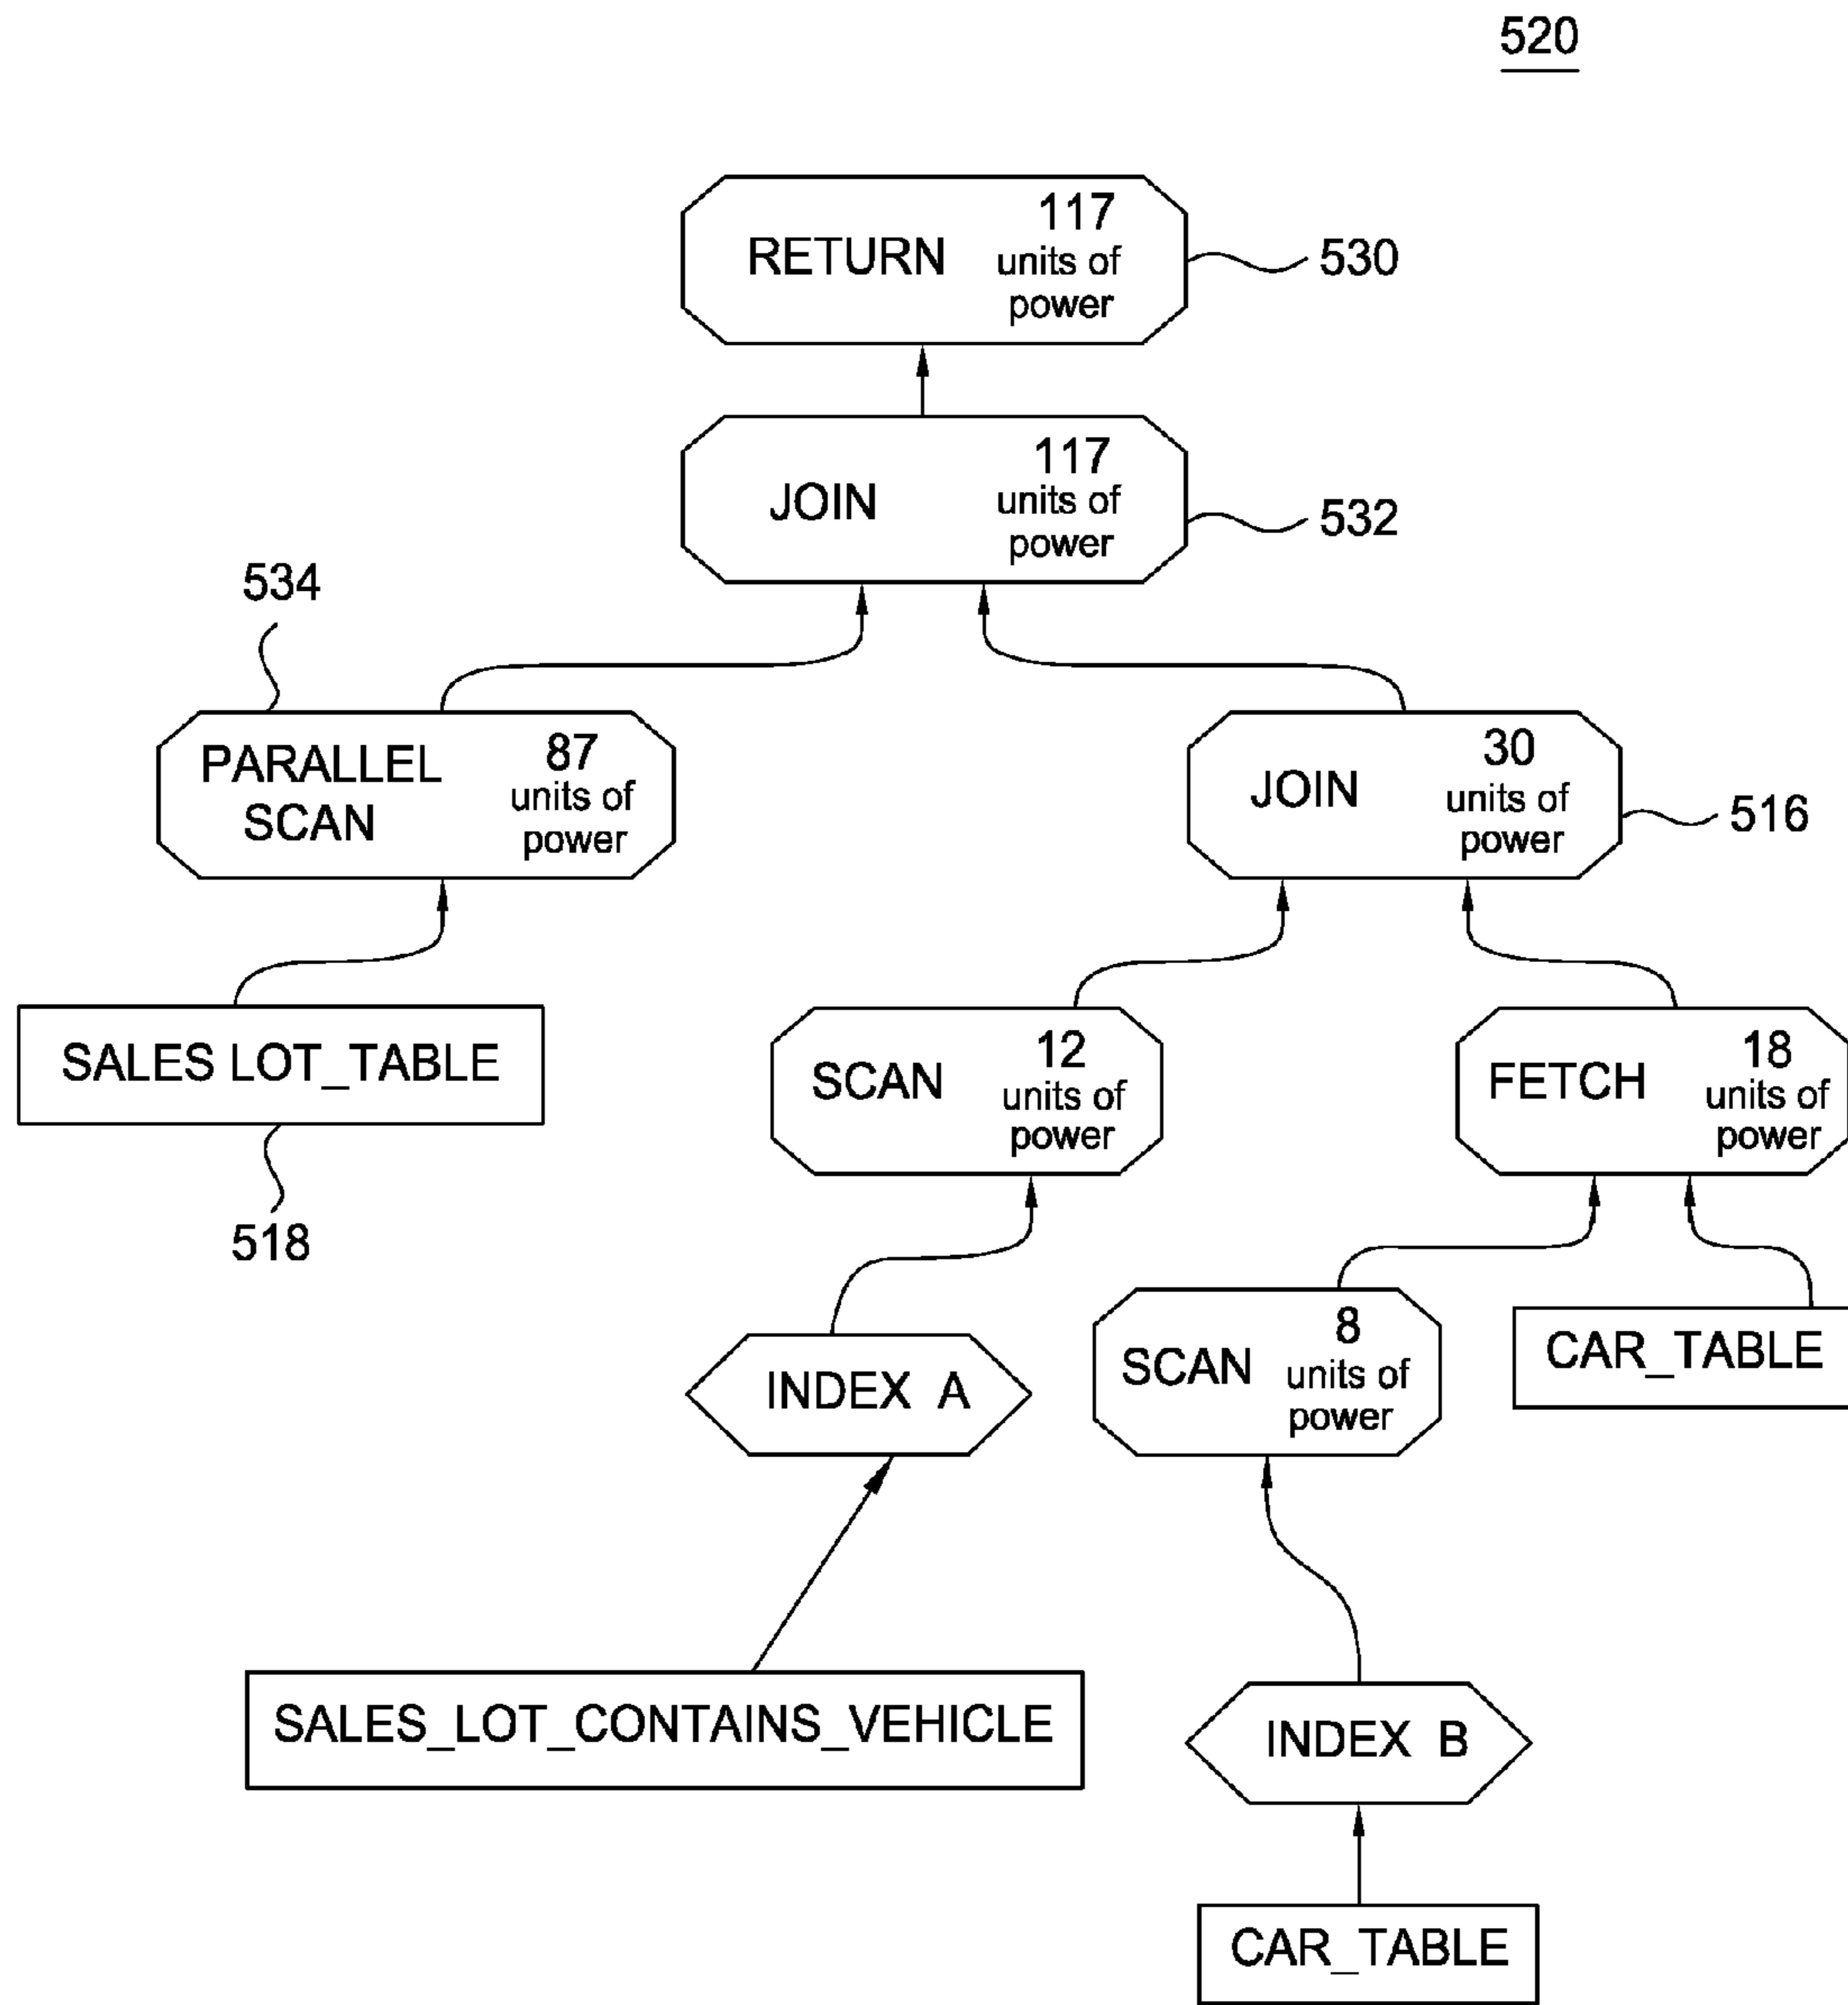 520
RETURN
117
units of
power
530
JOIN
117
units of
power
532
534
PARALLEL
SCAN
87
units of
power
JOIN
30
units of
power
516
SALES LOT_TABLE
518
SCAN
12
units of
power
FETCH
18
units of
power
INDEX A
SCAN
8
units of
power
CAR_TABLE
SALES_LOT_CONTAINS_VEHICLE
INDEX B
CAR_TABLE